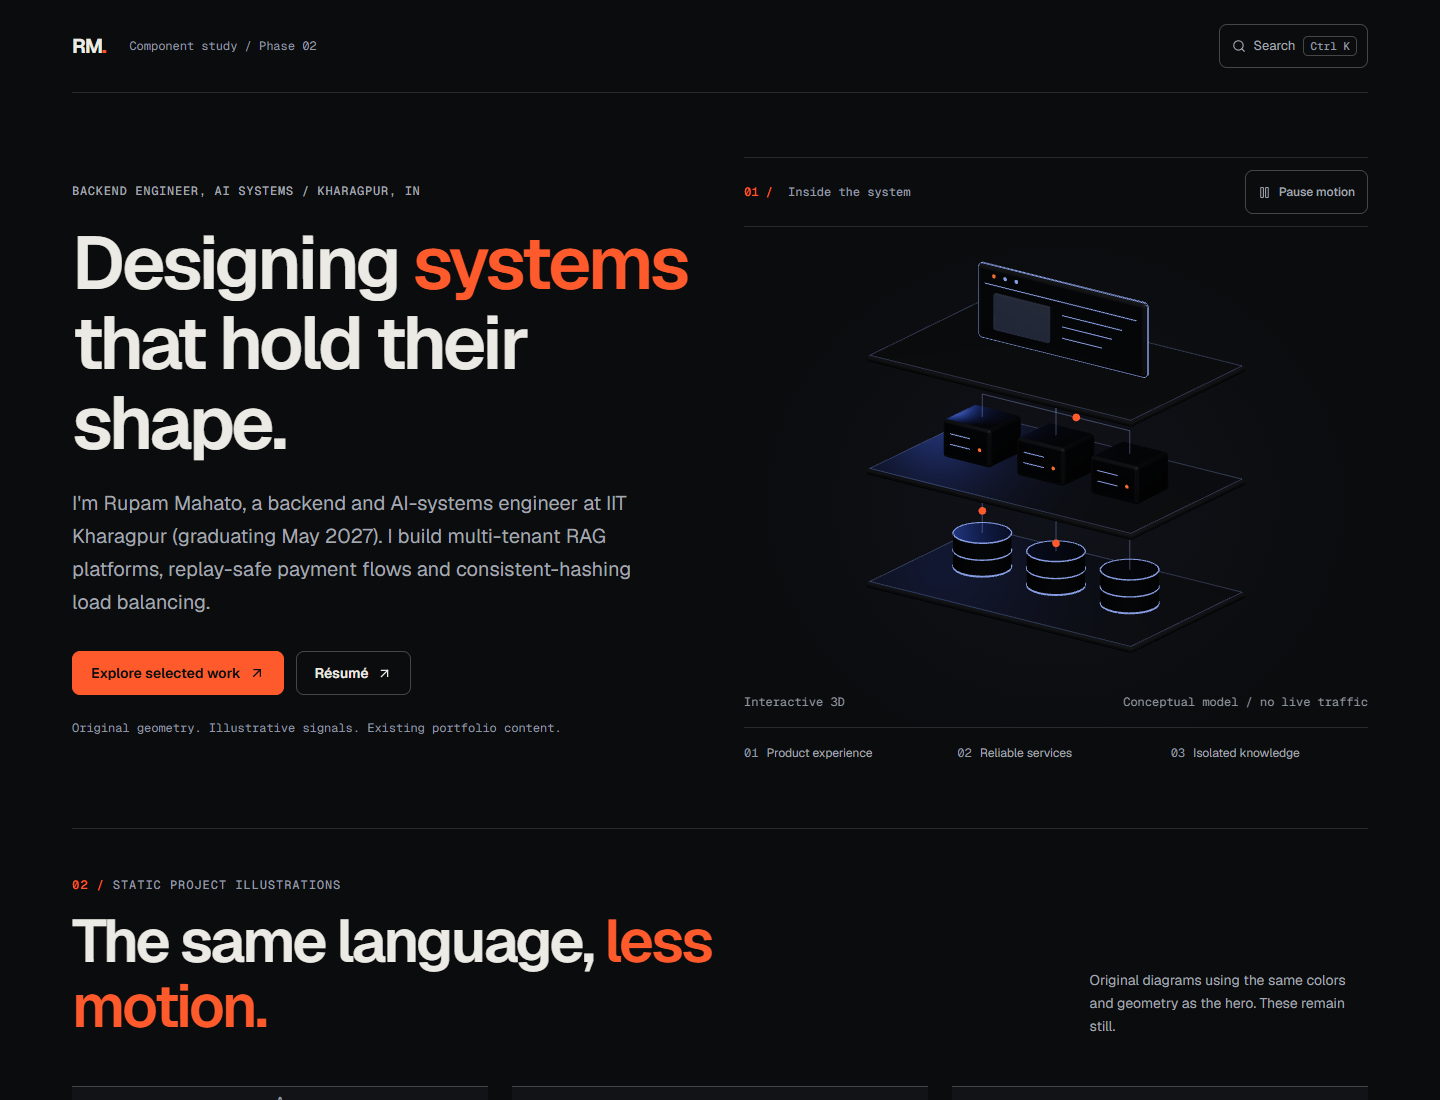 RM.
Component study / Phase 02
Search
Ctrl K
BACKEND ENGINEER, AI SYSTEMS / KHARAGPUR, IN
Designing systems
that hold their
shape.
I'm Rupam Mahato, a backend and AI-systems engineer at IIT
Kharagpur (graduating May 2027). I build multi-tenant RAG
platforms, replay-safe payment flows and consistent-hashing
load balancing.
Explore selected work
Résumé
Original geometry. Illustrative signals. Existing portfolio content.
01 / Inside the system
Pause motion
Interactive 3D
Conceptual model / no live traffic
01 Product experience
02 Reliable services
03 Isolated knowledge
02 / STATIC PROJECT ILLUSTRATIONS
The same language, less
motion.
Original diagrams using the same colors
and geometry as the hero. These remain
still.